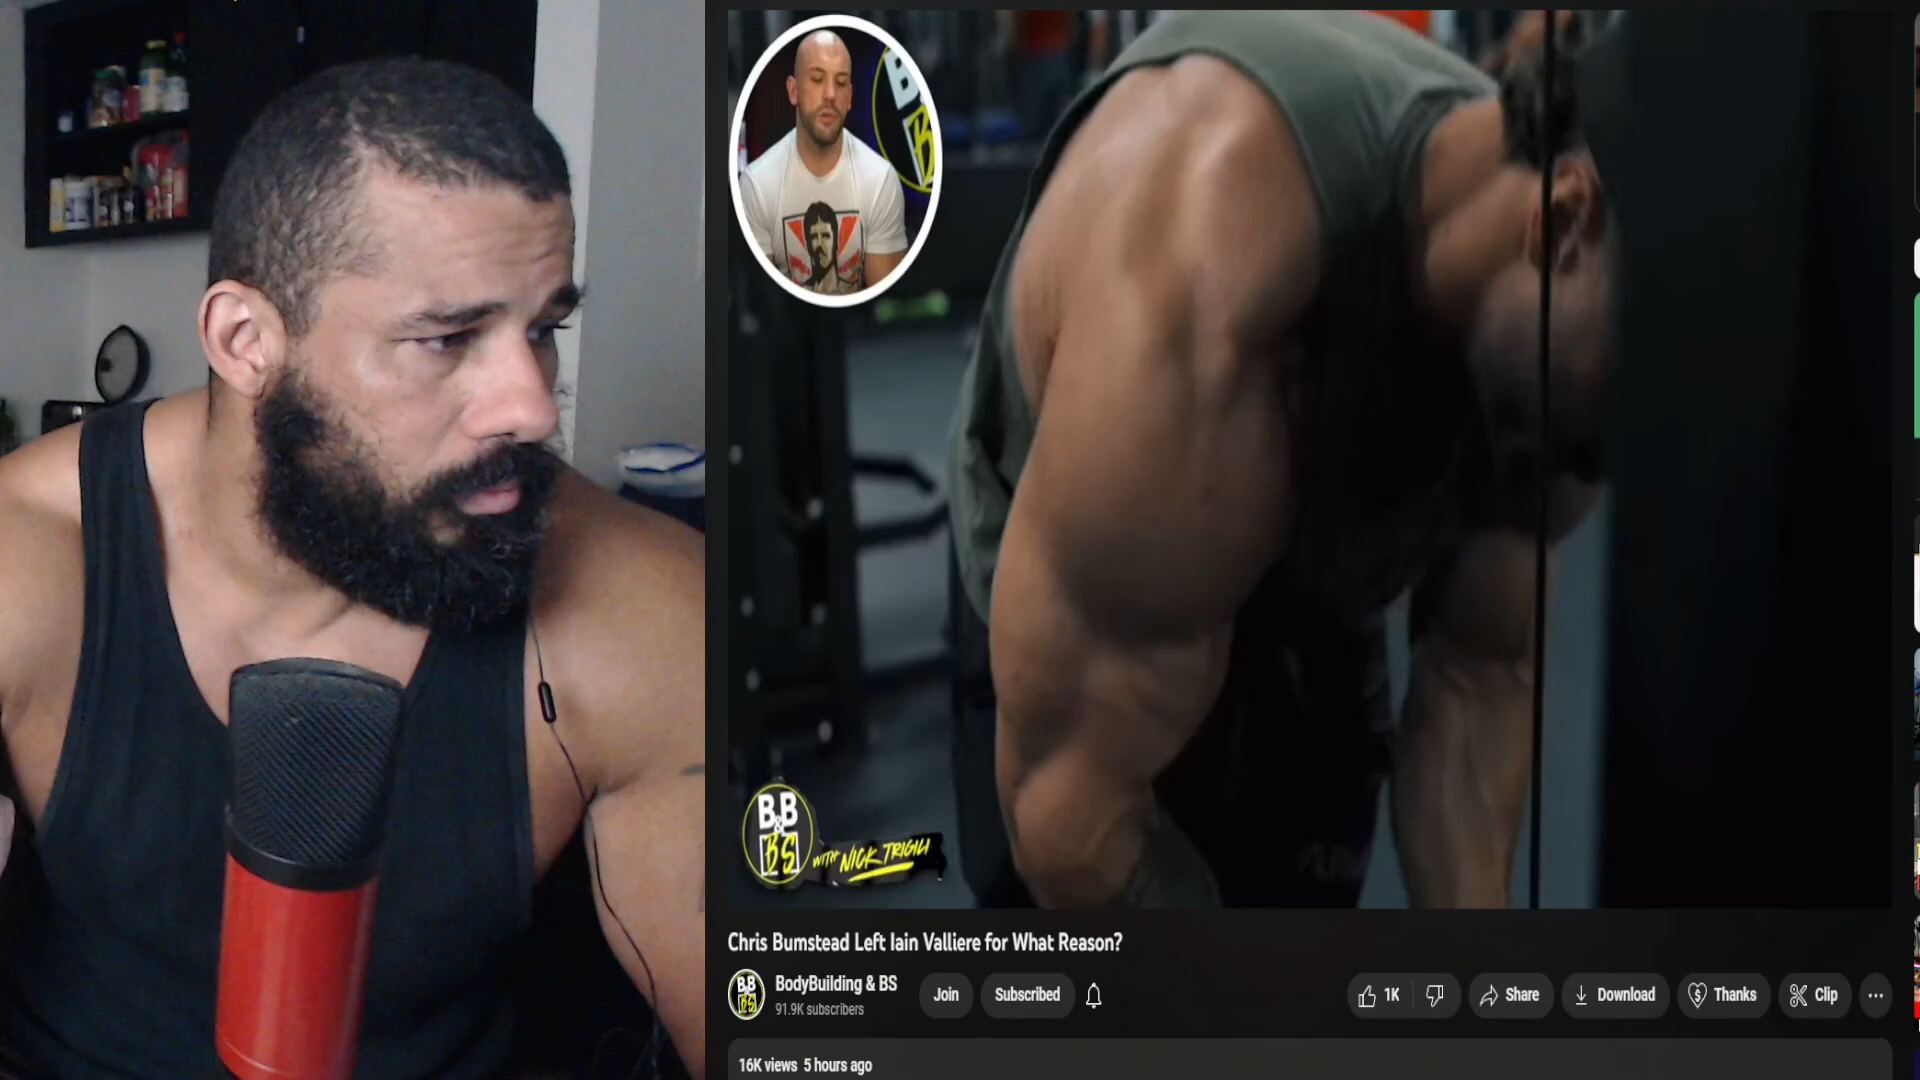 B
B
B&B
BS
WITH NICK TRIGILI
Chris Bumstead Left Iain Valliere for What Reason?
BodyBuilding & BS
91.9K subscribers
Join
Subscribed
1K
Share
Download
Thanks
Clip
16K views 5 hours ago